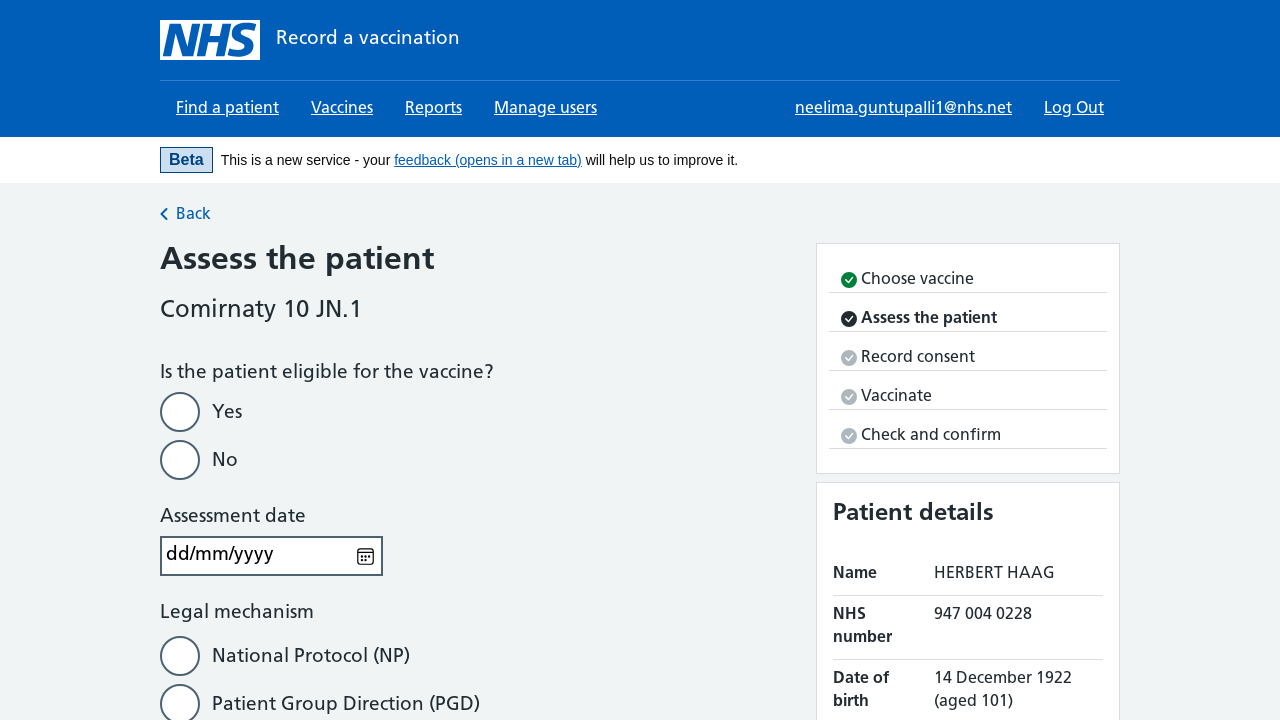 NHS Record a vaccination
Find a patient Vaccines Reports Manage users neelima.guntupalli1@nhs.net Log Out
Beta This is a new service - your feedback (opens in a new tab) will help us to improve it.
Back
Assess the patient
Comirnaty 10 JN.1
Is the patient eligible for the vaccine?
Yes
No
Assessment date
dd/mm/yyyy
Legal mechanism
National Protocol (NP)
Patient Group Direction (PGD)
Choose vaccine
Assess the patient
Record consent
Vaccinate
Check and confirm
Patient details
Name HERBERT HAAG
NHS number 947 004 0228
Date of birth 14 December 1922 (aged 101)